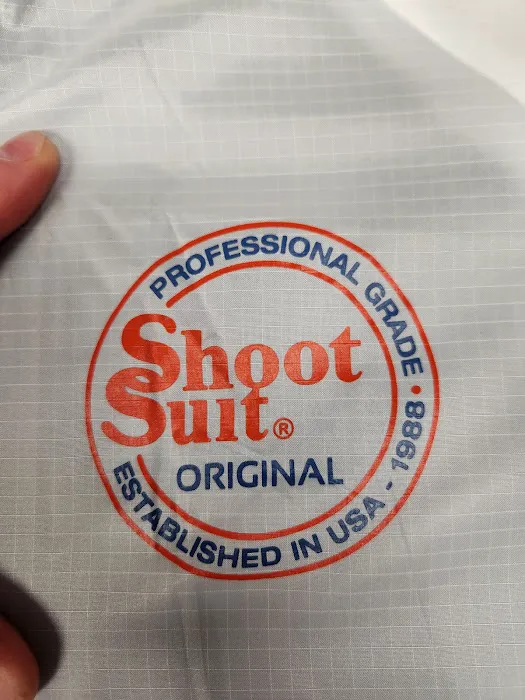 PROFESSIONAL GRADE •
Shoot
Suit®
ORIGINAL
ESTABLISHED IN USA - 1988